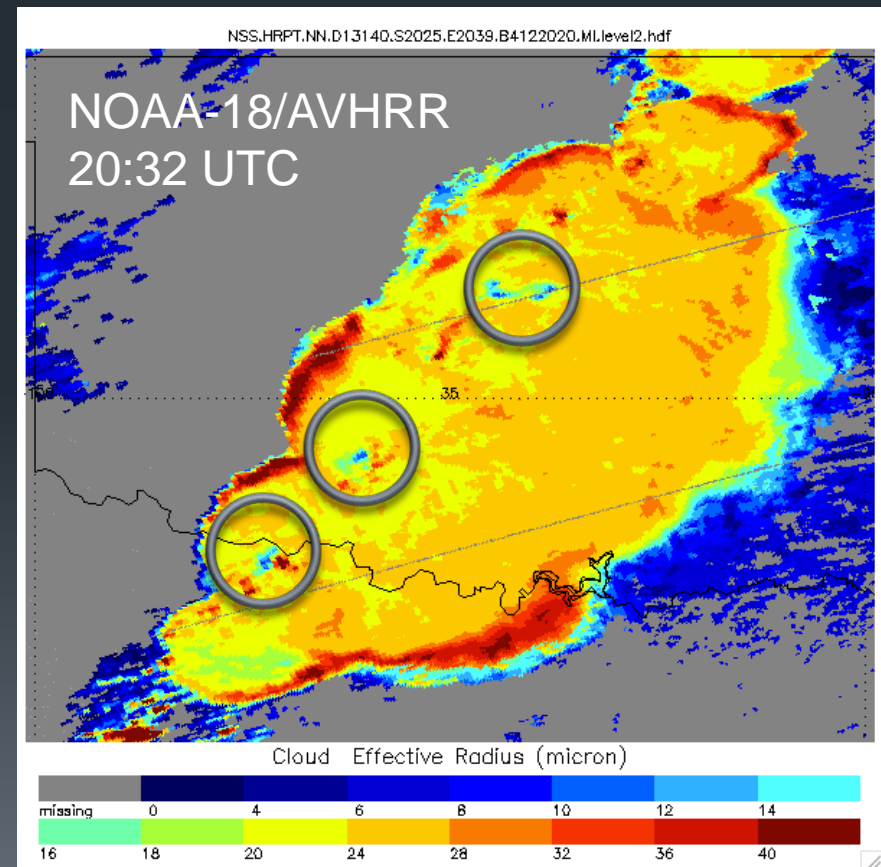 NSS.HRPT.NN.D13140.S2025.E2039.B4122020.MI.level2.hdf
NOAA-18/AVHRR
20:32 UTC
35
Cloud Effective Radius (micron)
missing 0 4 6 8 10 12 14
16 18 20 24 28 32 36 40